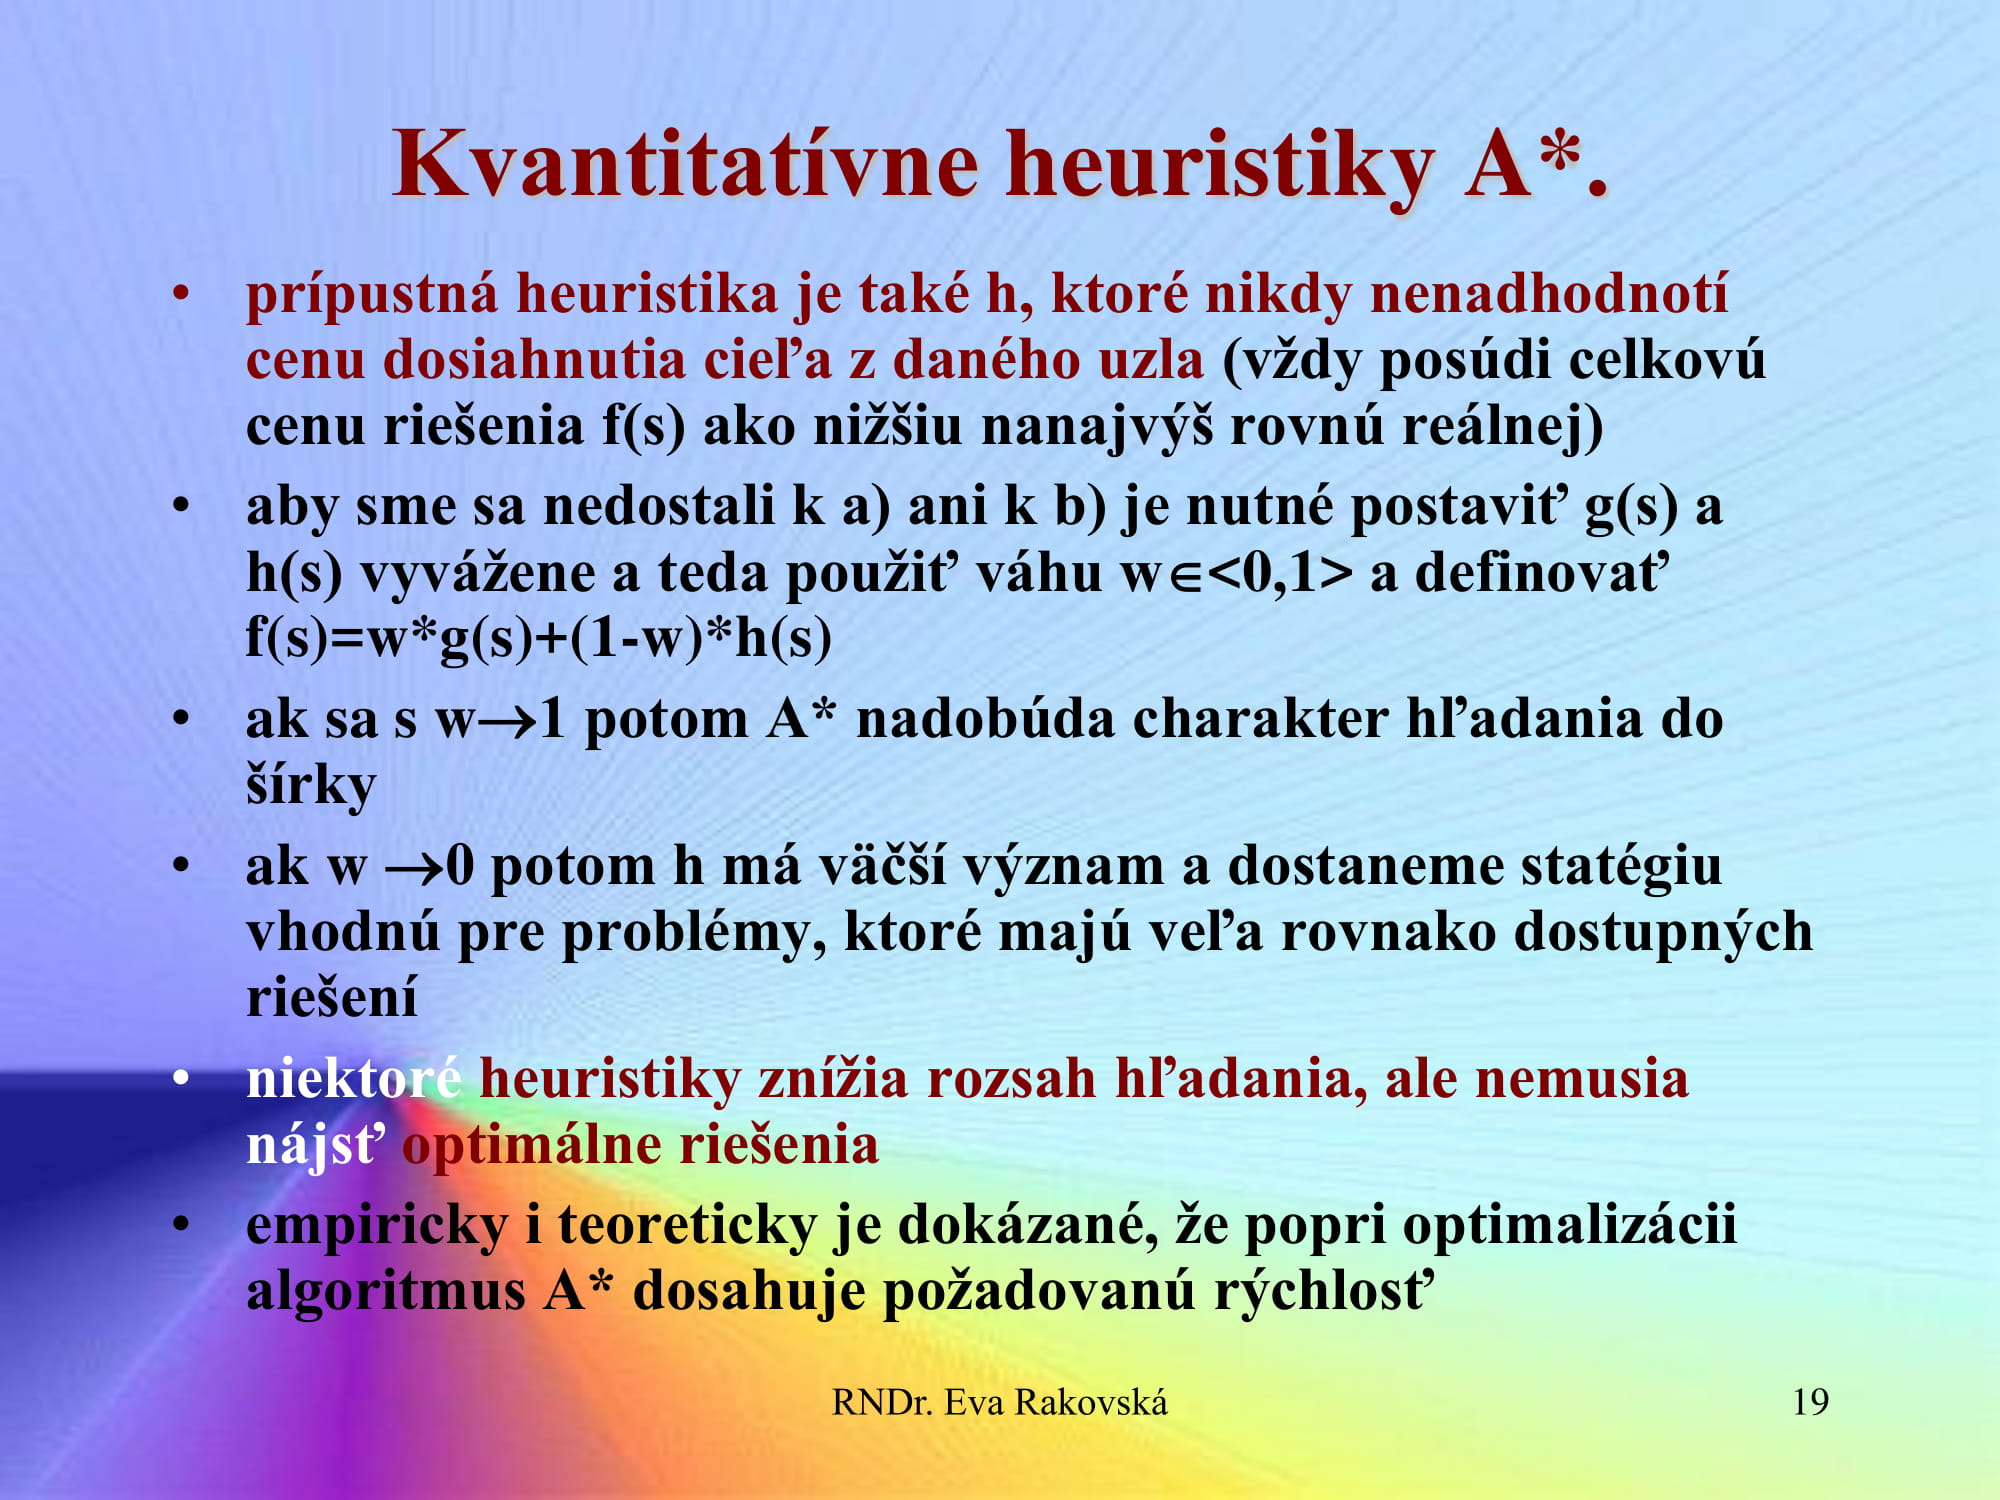 Kvantitatívne heuristiky A*.
• prípustná heuristika je také h, ktoré nikdy nenadhodnotí
cenu dosiahnutia cieľa z daného uzla (vždy posúdi celkovú
cenu riešenia f(s) ako nižšiu nanajvýš rovnú reálnej)
• aby sme sa nedostali k a) ani k b) je nutné postaviť g(s) a
h(s) vyvážene a teda použiť váhu w∈<0,1> a definovať
f(s)=w*g(s)+(1-w)*h(s)
• ak sa s w→1 potom A* nadobúda charakter hľadania do
šírky
• ak w →0 potom h má väčší význam a dostaneme statégiu
vhodnú pre problémy, ktoré majú veľa rovnako dostupných
riešení
• niektoré heuristiky znížia rozsah hľadania, ale nemusia
nájsť optimálne riešenia
• empiricky i teoreticky je dokázané, že popri optimalizácii
algoritmus A* dosahuje požadovanú rýchlosť
RNDr. Eva Rakovská
19